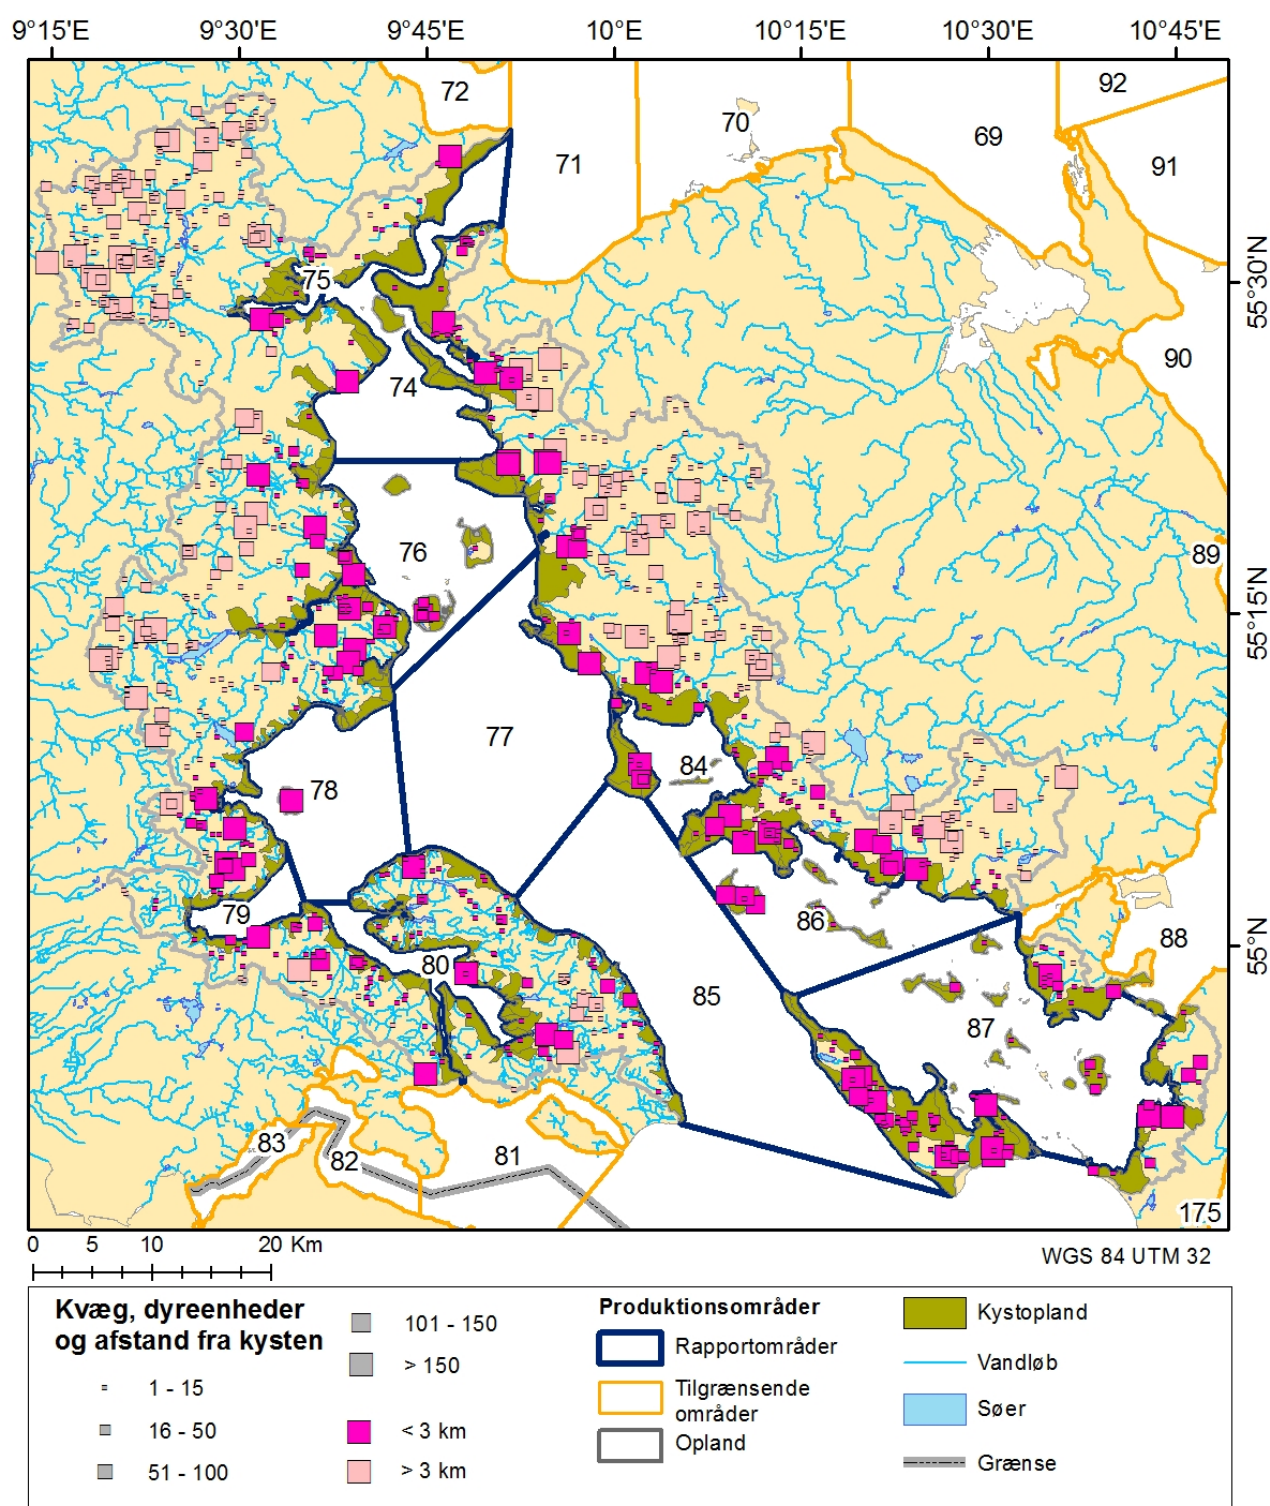 9°15'E 9°30'E 9°45'E 10°E 10°15'E 10°30'E 10°45'E
72
92
70
69
71
91
55°30'N
75
90
74
76
89
55°15'N
77
84
78
79
86
88
55°N
80
85
87
83
82
81
175
0 5 10 20 Km
WGS 84 UTM 32
Kvæg, dyreenheder
og afstand fra kysten
1 - 15
16 - 50
51 - 100
101 - 150
> 150
< 3 km
> 3 km
Produktionsområder
Rapportområder
Tilgrænsende
områder
Opland
Kystopland
Vandløb
Søer
Grænse